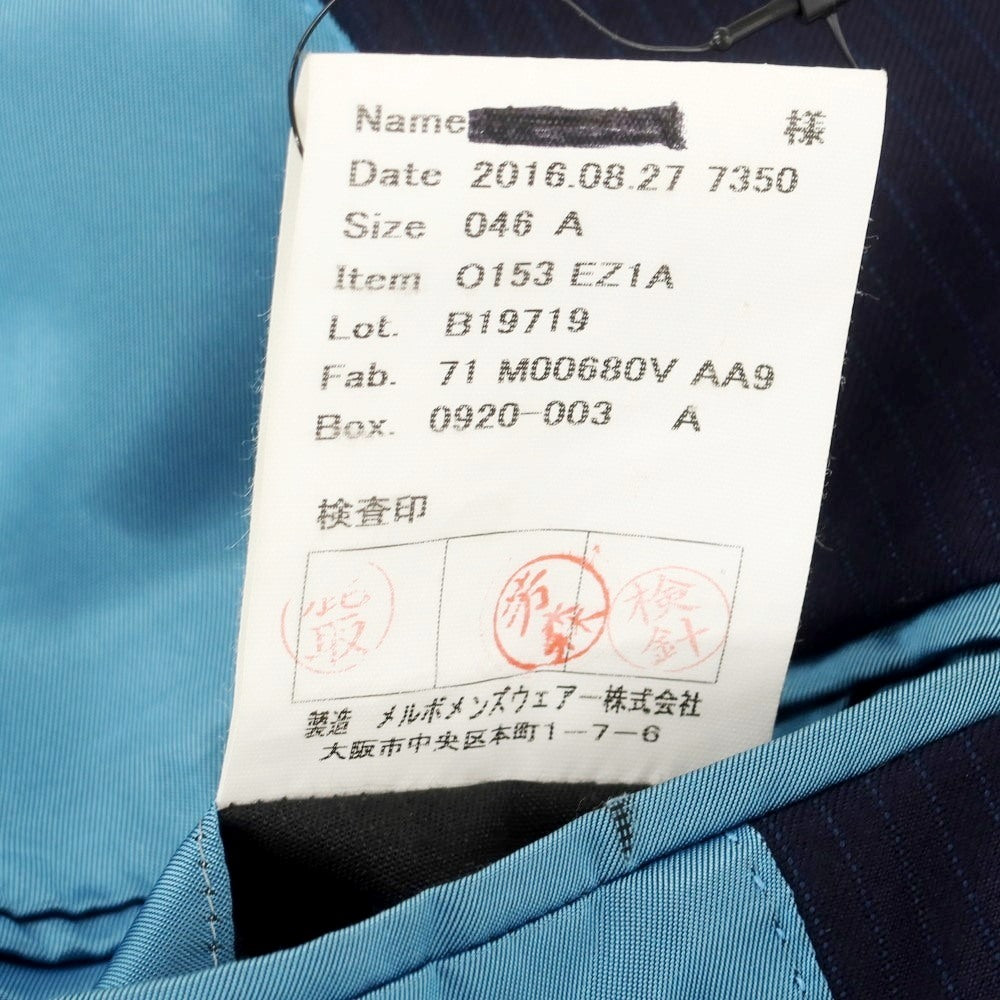 Name 様
Date 2016.08.27 7350
Size 046 A
Item O153 EZ1A
Lot. B19719
Fab. 71 M00680V AA9
Box. 0920-003 A
検査印
検針
製造 メルボメンズウェアー株式会社
大阪市中央区本町1-7-6